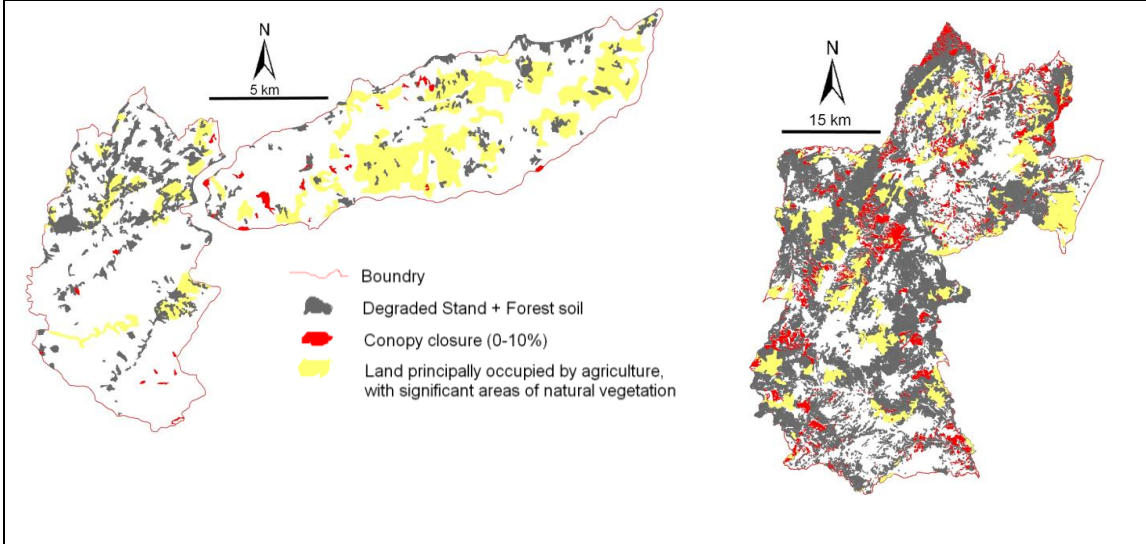 N
5 km
N
15 km
Boundry
Degraded Stand + Forest soil
Conopy closure (0-10%)
Land principally occupied by agriculture,
with significant areas of natural vegetation